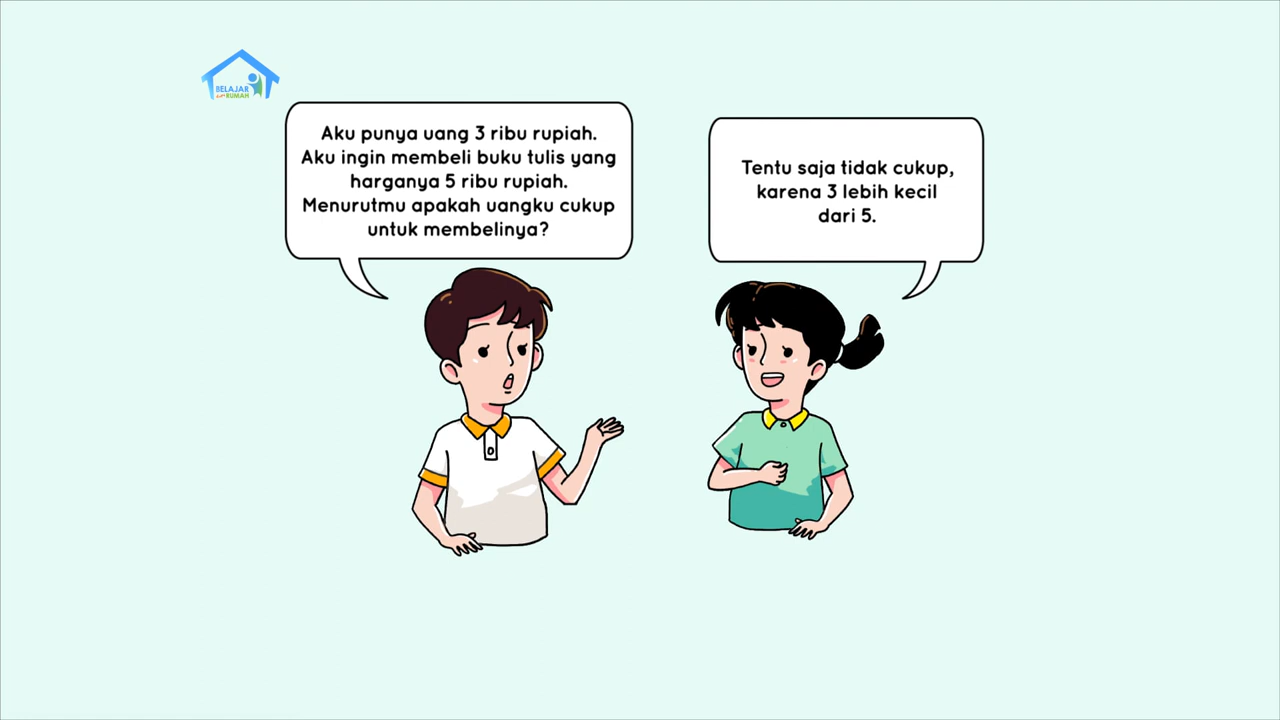 BELAJAR
dari RUMAH
Aku punya uang 3 ribu rupiah.
Aku ingin membeli buku tulis yang
harganya 5 ribu rupiah.
Menurutmu apakah uangku cukup
untuk membelinya?
Tentu saja tidak cukup,
karena 3 lebih kecil
dari 5.